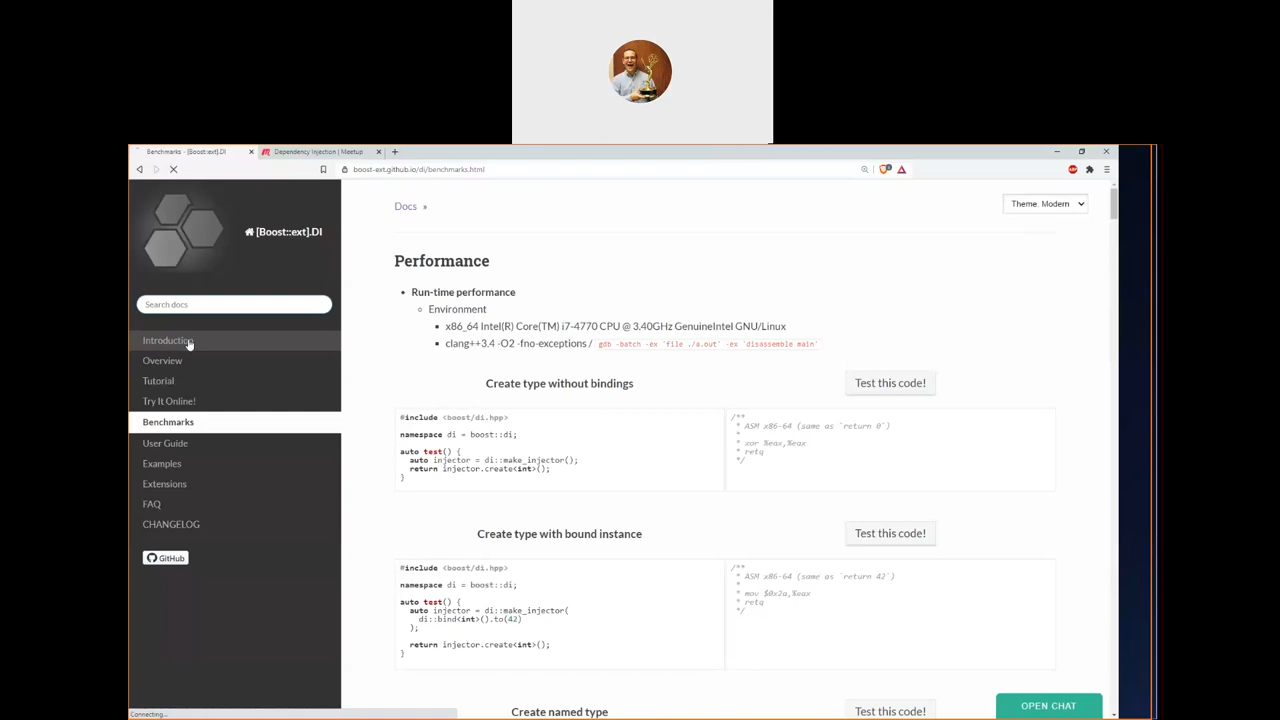 Benchmarks - [Boost::ext].DI
Dependency Injection | Meetup
boost-ext.github.io/di/benchmarks.html
[Boost::ext].DI
Search docs
Introduction
Overview
Tutorial
Try It Online!
Benchmarks
User Guide
Examples
Extensions
FAQ
CHANGELOG
GitHub
Docs »
Theme: Modern
Performance
Run-time performance
Environment
x86_64 Intel(R) Core(TM) i7-4770 CPU @ 3.40GHz GenuineIntel GNU/Linux
clang++3.4 -O2 -fno-exceptions / gdb -batch -ex `file ./a.out` -ex `disassemble main`
Create type without bindings
Test this code!
#include <boost/di.hpp>
namespace di = boost::di;
auto test() {
auto injector = di::make_injector();
return injector.create<int>();
}
/**
* ASM x86-64 (same as `return 0`)
*
* xor %eax,%eax
* retq
*/
Create type with bound instance
Test this code!
#include <boost/di.hpp>
namespace di = boost::di;
auto test() {
auto injector = di::make_injector(
di::bind<int>().to(42)
);
return injector.create<int>();
}
/**
* ASM x86-64 (same as `return 42`)
*
* mov $0x2a,%eax
* retq
*/
Create named type
Test this code!
OPEN CHAT
Connecting...